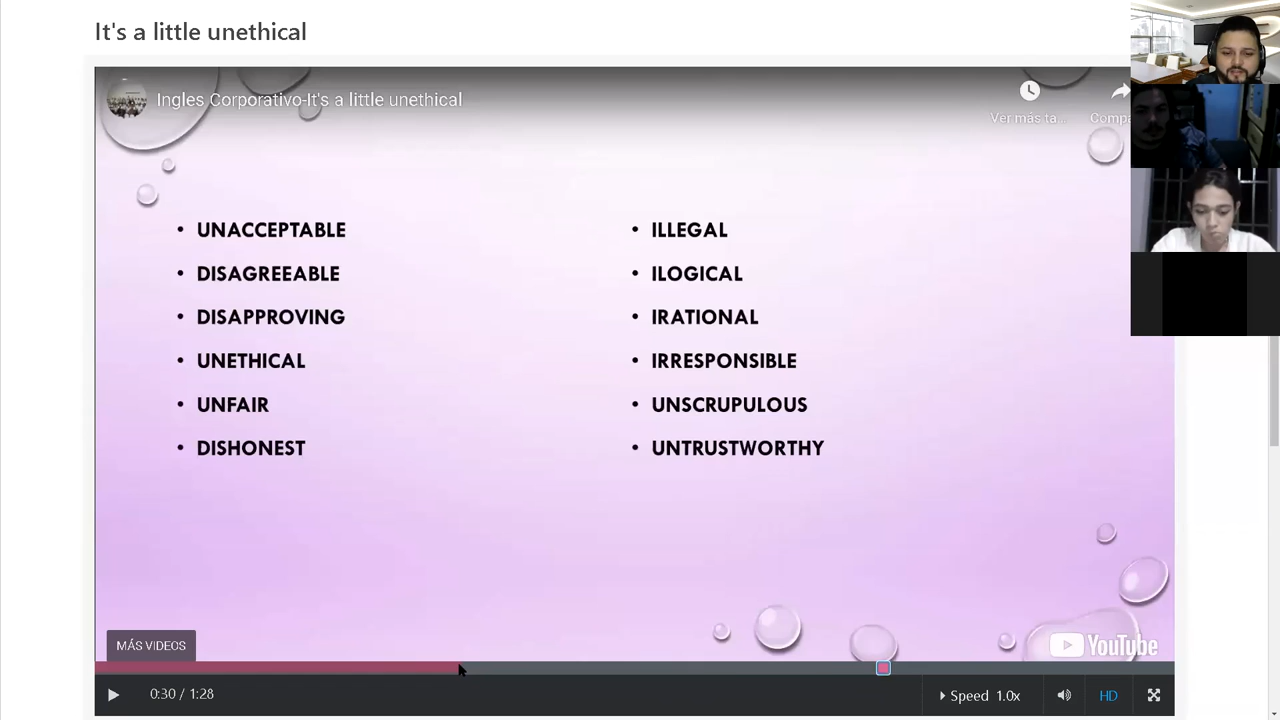 It's a little unethical
Ingles Corporativo-It's a little unethical
Ver más ta...
Compa
• UNACCEPTABLE
• DISAGREEABLE
• DISAPPROVING
• UNETHICAL
• UNFAIR
• DISHONEST
• ILLEGAL
• ILOGICAL
• IRATIONAL
• IRRESPONSIBLE
• UNSCRUPULOUS
• UNTRUSTWORTHY
MÁS VIDEOS
YouTube
0:30 / 1:28
Speed 1.0x
HD